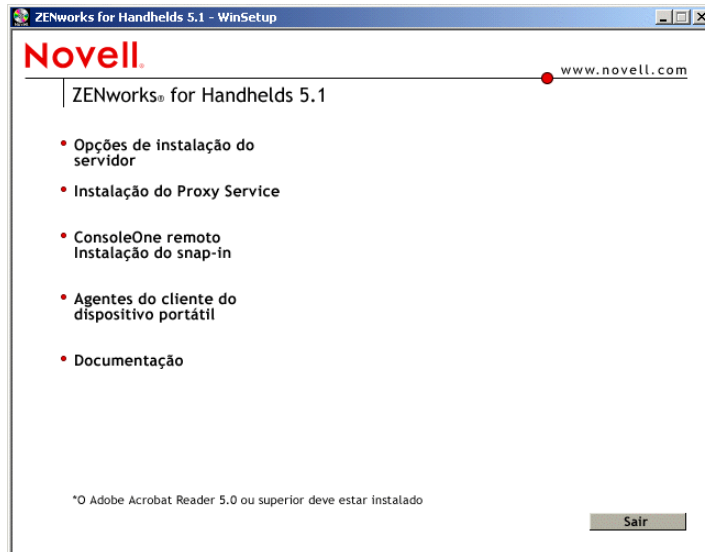 ZENworks for Handhelds 5.1 - WinSetup
Novell®
www.novell.com
ZENworks® for Handhelds 5.1
• Opções de instalação do
servidor
• Instalação do Proxy Service
• ConsoleOne remoto
Instalação do snap-in
• Agentes do cliente do
dispositivo portátil
• Documentação
*O Adobe Acrobat Reader 5.0 ou superior deve estar instalado
Sair